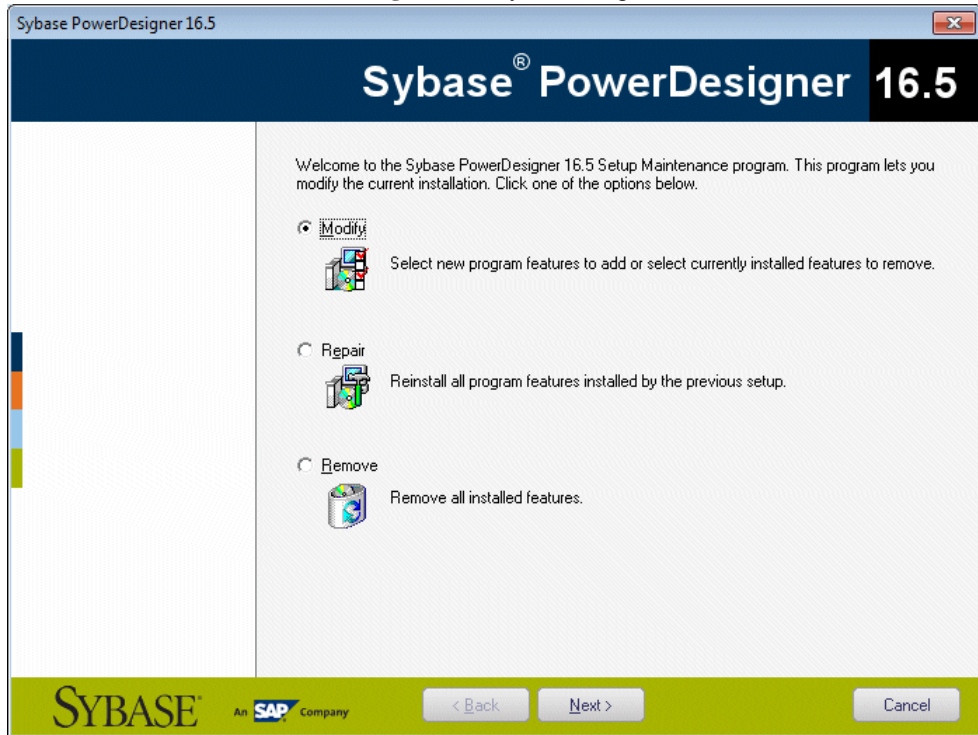 Sybase PowerDesigner 16.5
Sybase® PowerDesigner 16.5
Welcome to the Sybase PowerDesigner 16.5 Setup Maintenance program. This program lets you
modify the current installation. Click one of the options below.
Modify
Select new program features to add or select currently installed features to remove.
Repair
Reinstall all program features installed by the previous setup.
Remove
Remove all installed features.
SYBASE® An SAP Company
< Back
Next >
Cancel